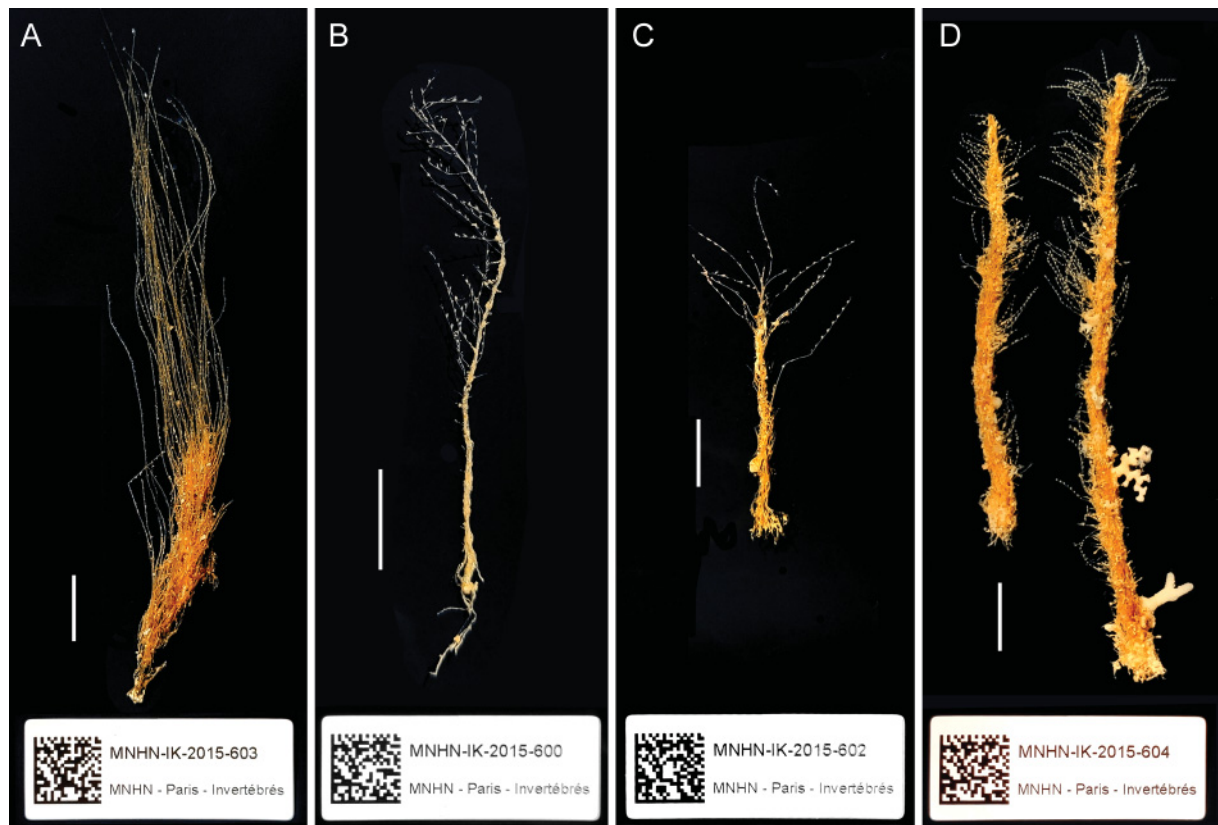 A
B
C
D
MNHN-IK-2015-603
MNHN - Paris - Invertébrés
MNHN-IK-2015-600
MNHN - Paris - Invertébrés
MNHN-IK-2015-602
MNHN - Paris - Invertébrés
MNHN-IK-2015-604
MNHN - Paris - Invertébrés